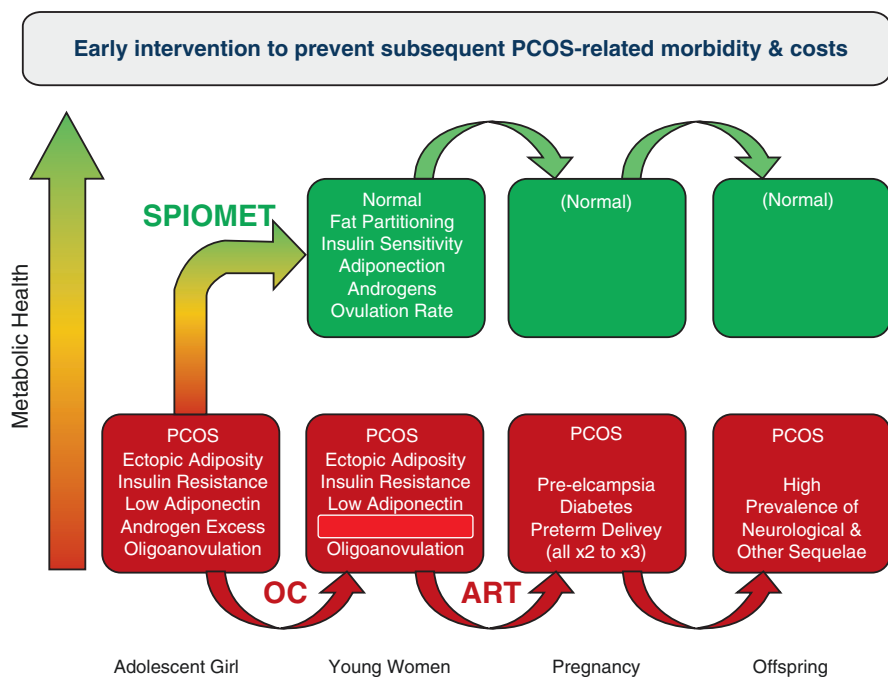 Early intervention to prevent subsequent PCOS-related morbidity & costs
Metabolic Health
SPIOMET
Normal
Fat Partitioning
Insulin Sensitivity
Adiponection
Androgens
Ovulation Rate
(Normal)
(Normal)
PCOS
Ectopic Adiposity
Insulin Resistance
Low Adiponectin
Androgen Excess
Oligoanovulation
PCOS
Ectopic Adiposity
Insulin Resistance
Low Adiponectin
Oligoanovulation
PCOS
Pre-elcampsia
Diabetes
Preterm Delivey
(all x2 to x3)
PCOS
High
Prevalence of
Neurological &
Other Sequelae
OC
ART
Adolescent Girl
Young Women
Pregnancy
Offspring